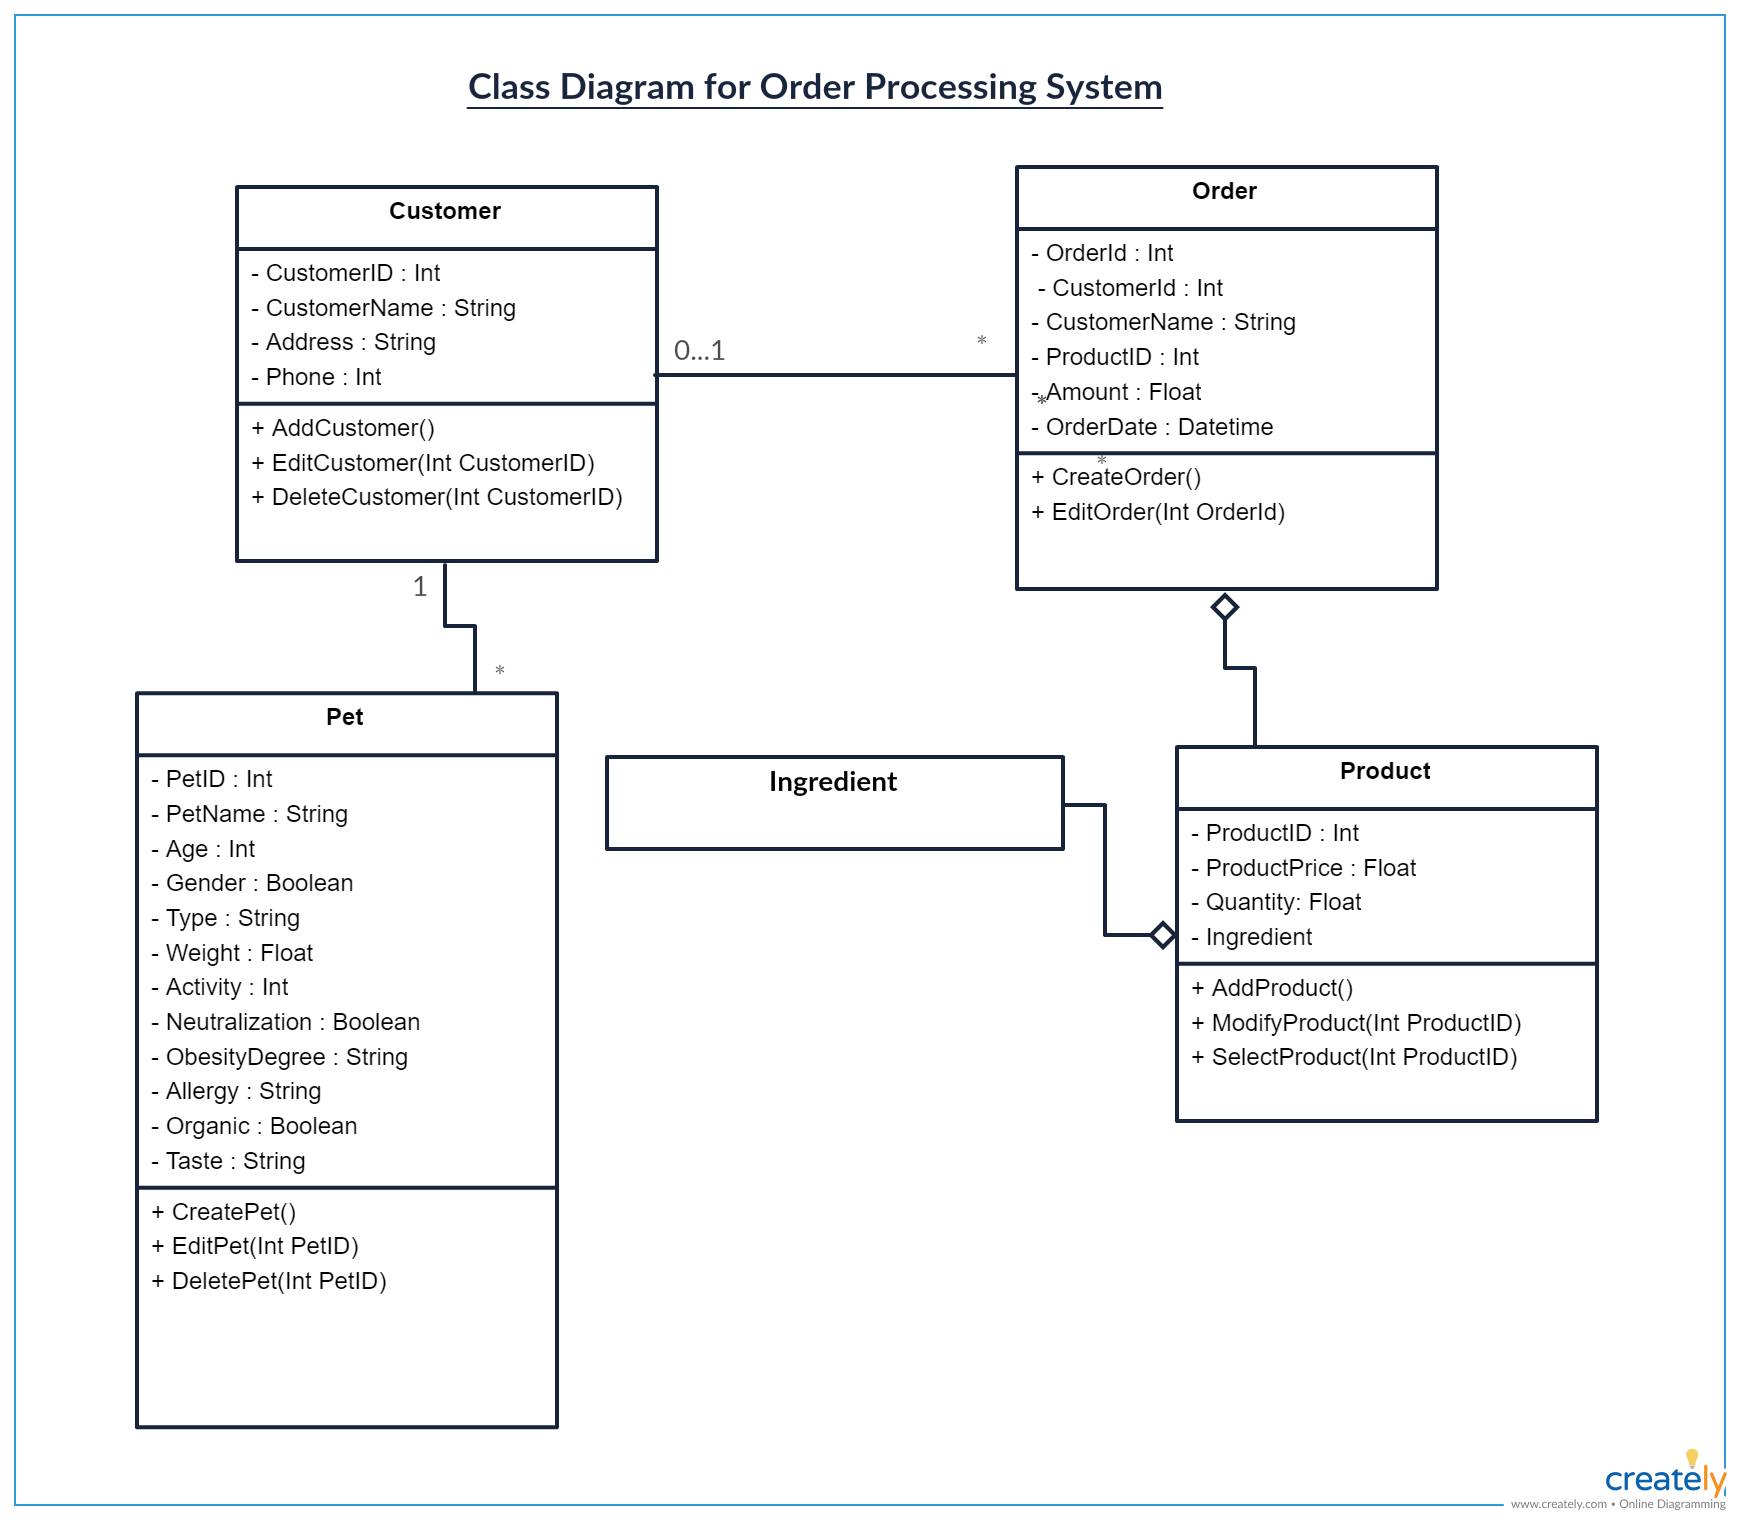 Class Diagram for Order Processing System
Customer
- CustomerID : Int
- CustomerName : String
- Address : String
- Phone : Int
+ AddCustomer()
+ EditCustomer(Int CustomerID)
+ DeleteCustomer(Int CustomerID)
0...1
*
Order
- OrderId : Int
- CustomerId : Int
- CustomerName : String
- ProductID : Int
- Amount : Float
*
- OrderDate : Datetime
*
+ CreateOrder()
+ EditOrder(Int OrderId)
1
*
Pet
- PetID : Int
- PetName : String
- Age : Int
- Gender : Boolean
- Type : String
- Weight : Float
- Activity : Int
- Neutralization : Boolean
- ObesityDegree : String
- Allergy : String
- Organic : Boolean
- Taste : String
+ CreatePet()
+ EditPet(Int PetID)
+ DeletePet(Int PetID)
Ingredient
Product
- ProductID : Int
- ProductPrice : Float
- Quantity: Float
- Ingredient
+ AddProduct()
+ ModifyProduct(Int ProductID)
+ SelectProduct(Int ProductID)
creately
www.creately.com • Online Diagramming